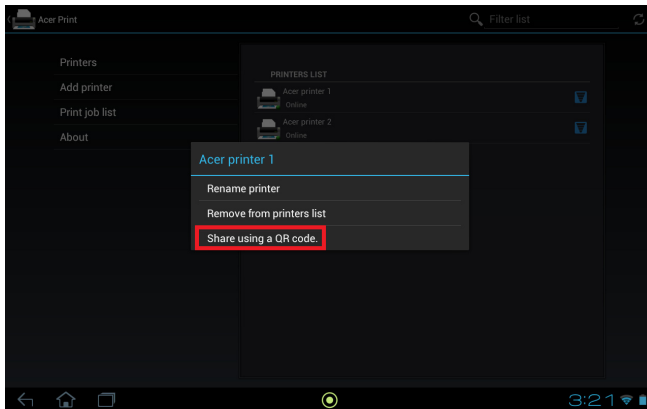 Acer Print
Filter list
Printers
Add printer
Print job list
About
PRINTERS LIST
Acer printer 1
Online
Acer printer 2
Online
Acer printer 1
Rename printer
Remove from printers list
Share using a QR code.
3:21